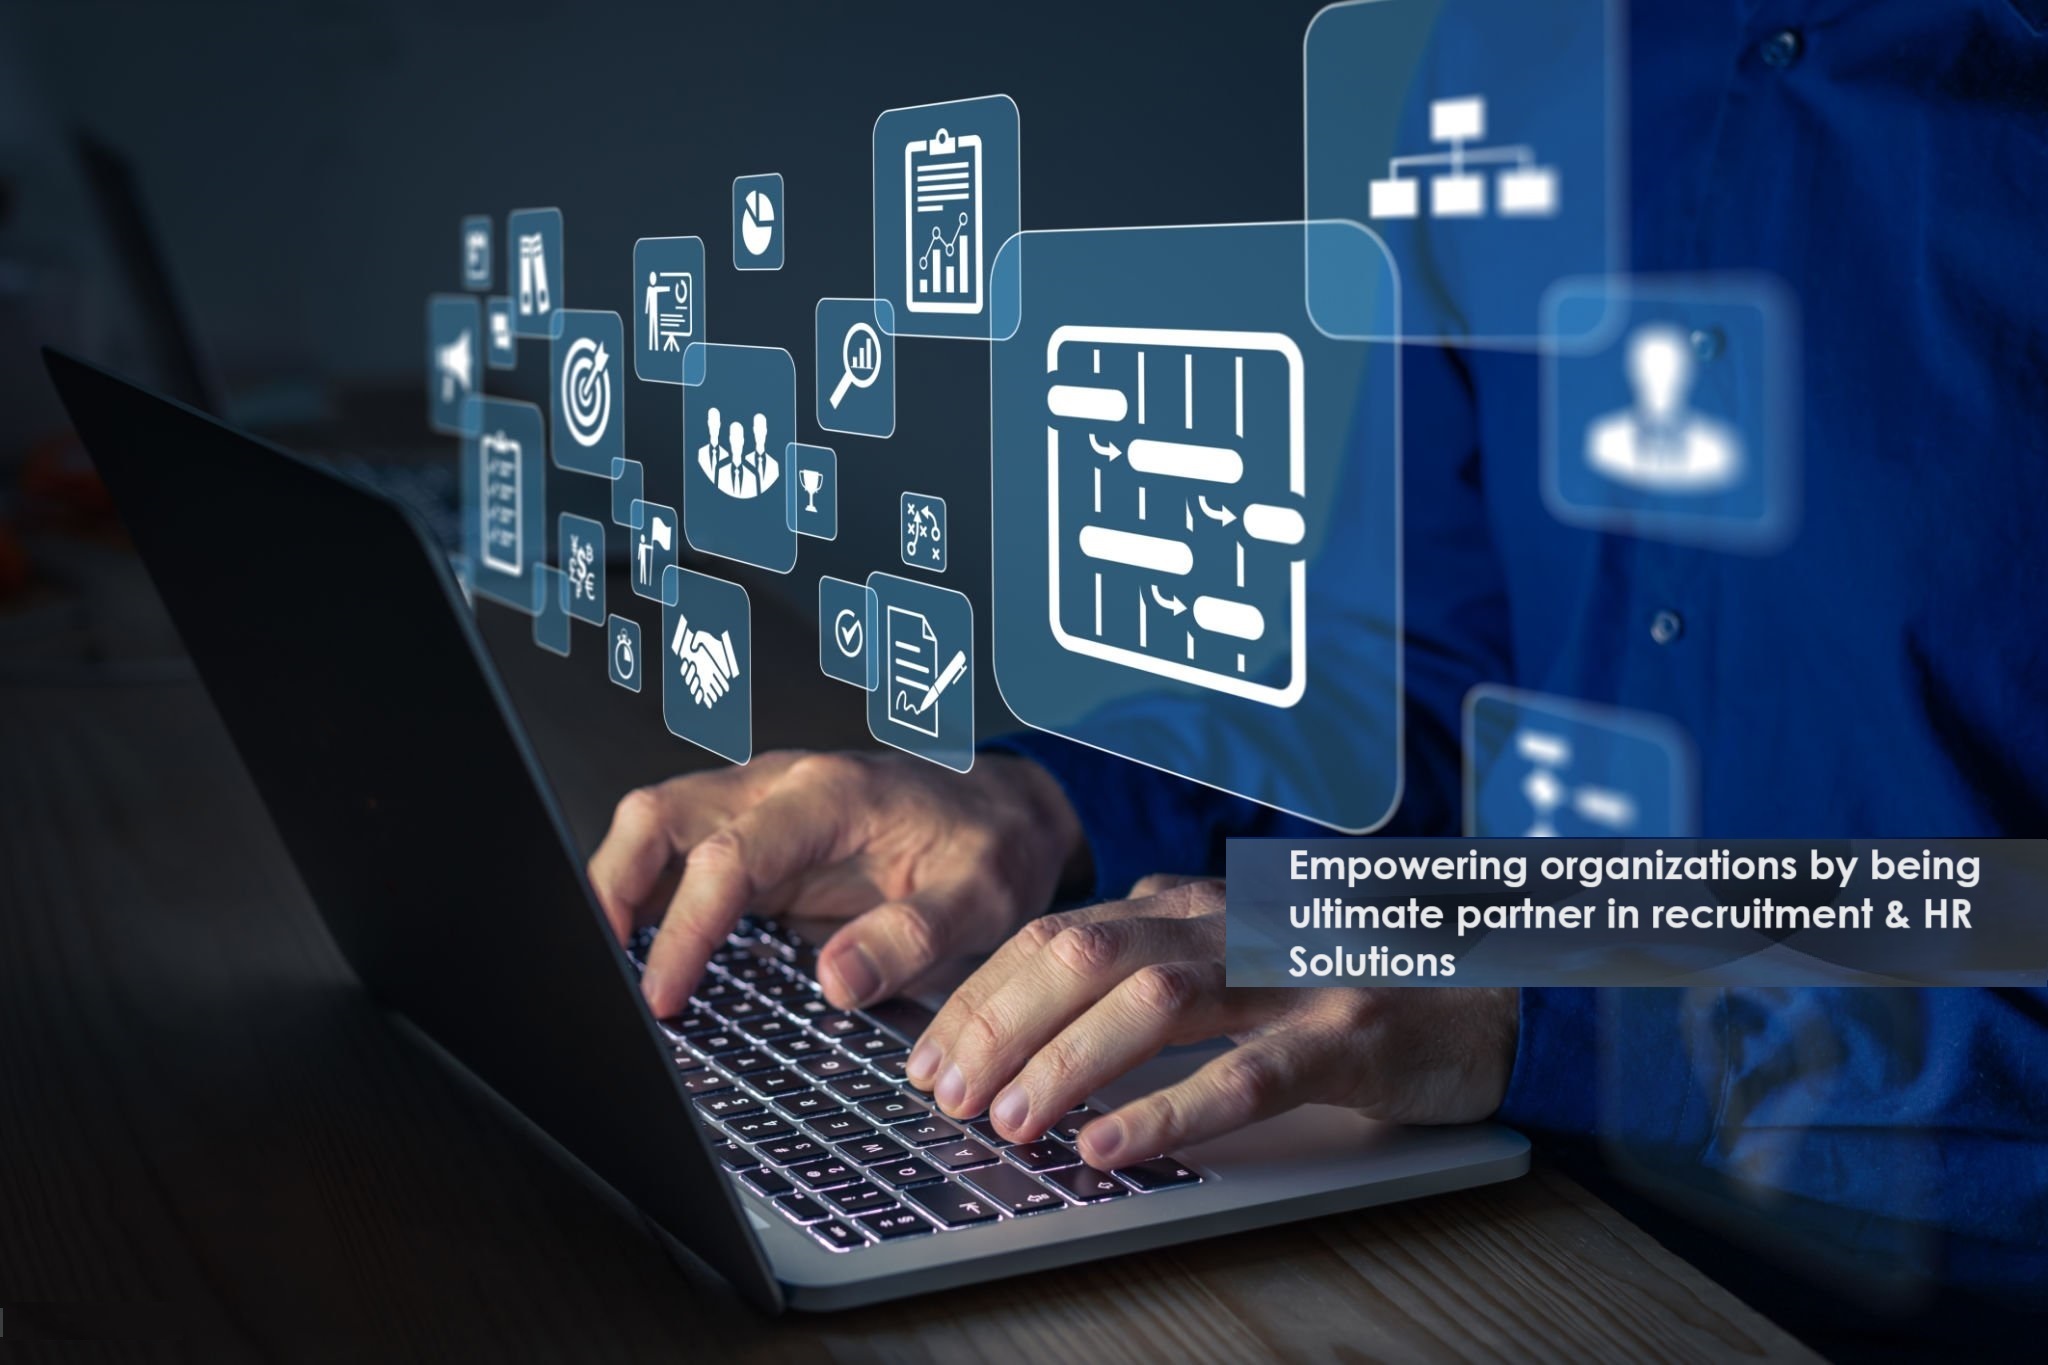 Empowering organizations by being
ultimate partner in recruitment & HR
Solutions